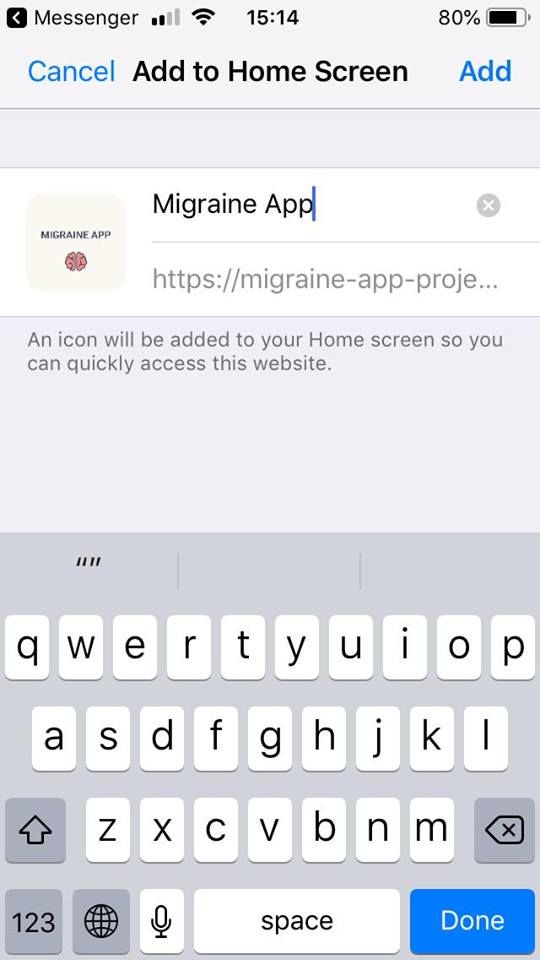 Messenger 15:14 80%
Cancel Add to Home Screen Add
Migraine App
MIGRAINE APP
https://migraine-app-proje...
An icon will be added to your Home screen so you
can quickly access this website.
“”
q w e r t y u i o p
a s d f g h j k l
z x c v b n m
123 space Done